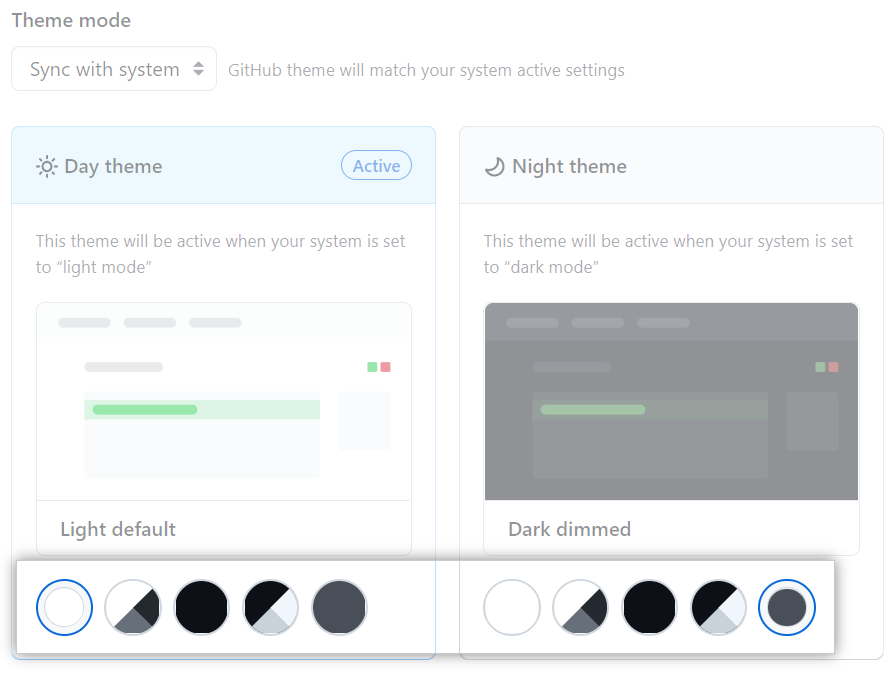 Theme mode
Sync with system
GitHub theme will match your system active settings
Day theme
Active
This theme will be active when your system is set
to “light mode”
Light default
Night theme
This theme will be active when your system is set
to “dark mode”
Dark dimmed